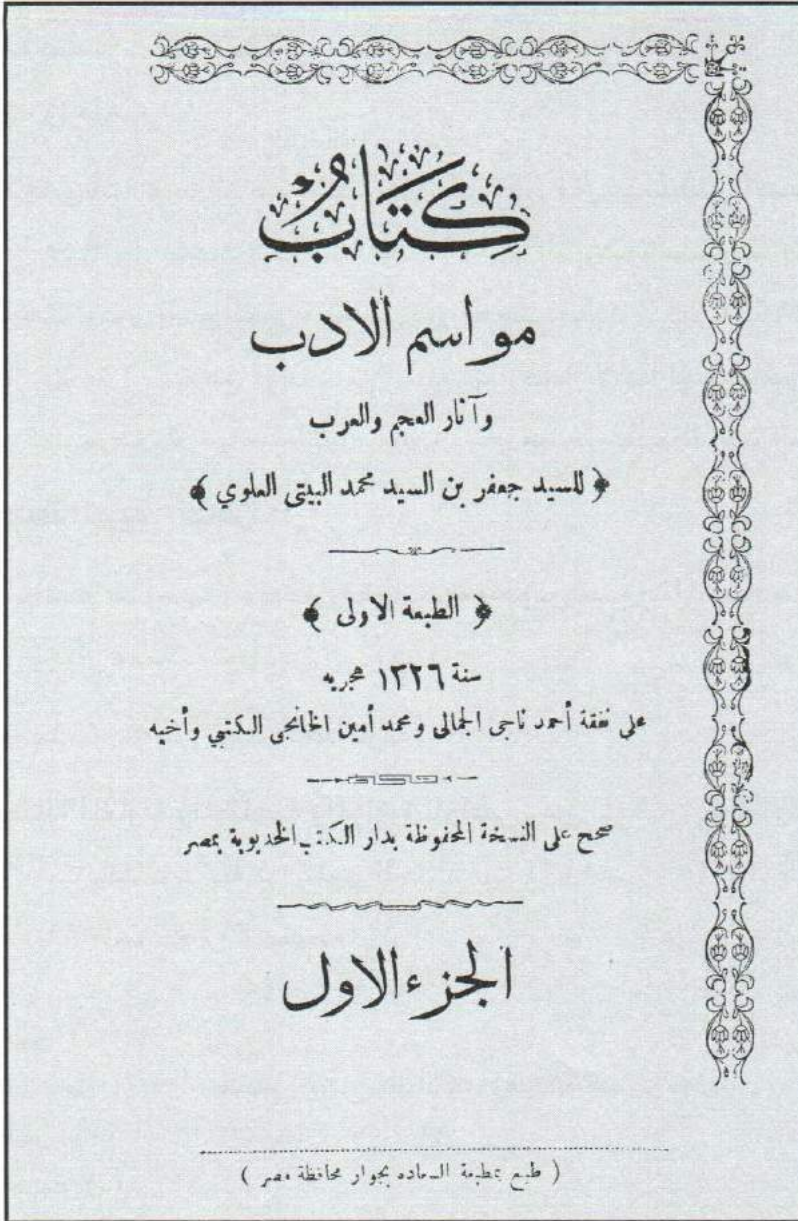 كِتَابُ
مواسم الادب
وآثار العجم والعرب
﴿ للسيد جعفر بن السيد محمد البيتى العلوي ﴾
﴿ الطبعة الاولى ﴾
سنة ١٣٢٦ هجريه
على نفقة أحمد ناجى الجمالى ومحمد أمين الخانجى الكتبي وأخيه
صحح على النسخة المحفوظة بدار الكتب الخديوية بمصر
الجزء الاول
( طبع بمطبعة السعاده بجوار محافظة مصر )